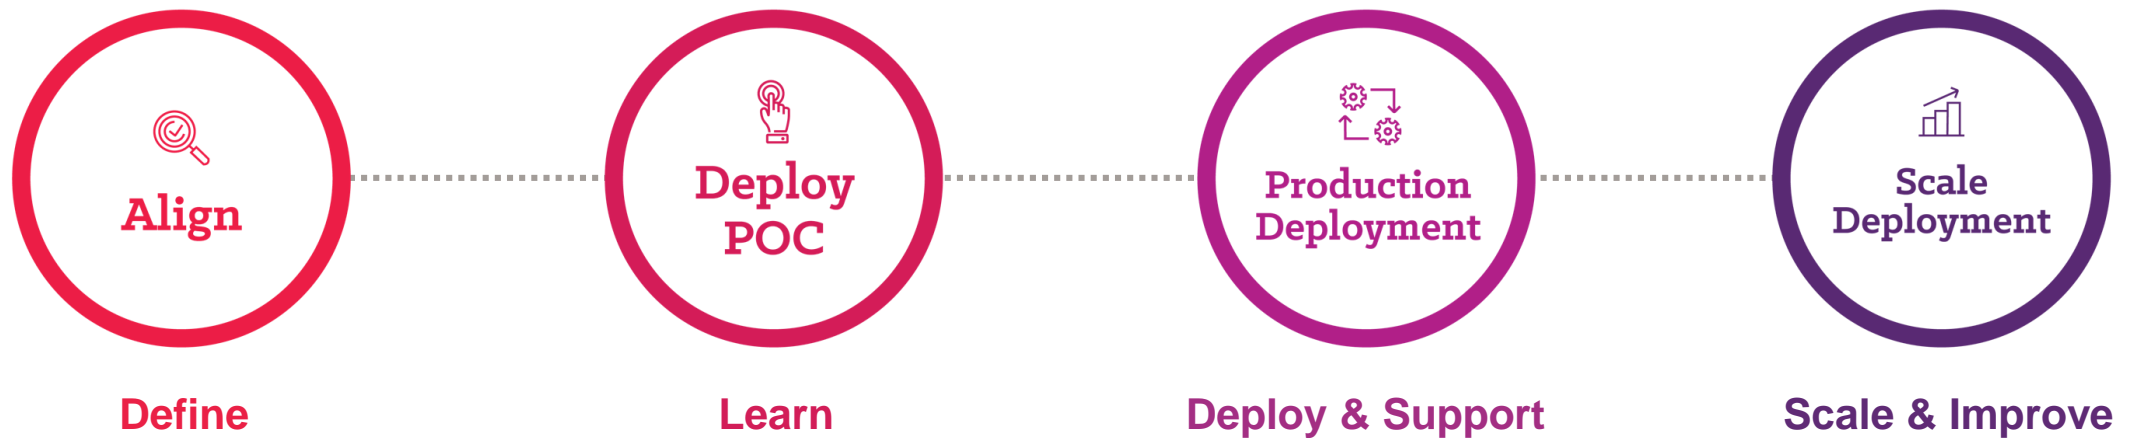 Align
Deploy
POC
Production
Deployment
Scale
Deployment
Define
Learn
Deploy & Support
Scale & Improve